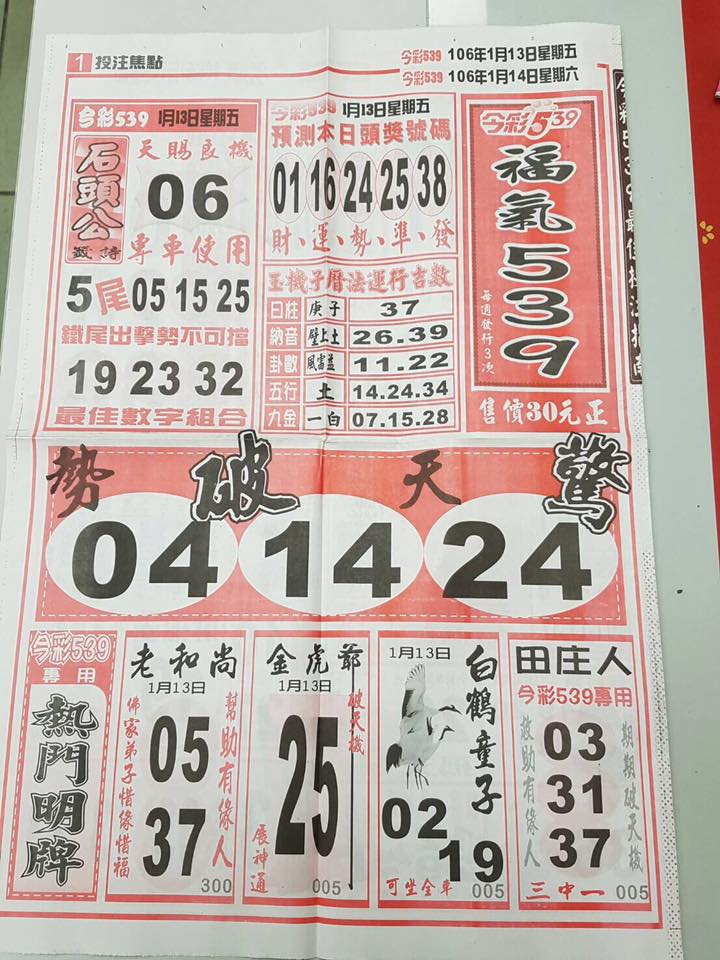 1 投注焦點
今彩539 106年1月13日星期五
今彩539 106年1月14日星期六
今彩539 1月13日星期五
石頭公
籤詩
天賜良機
06
專車使用
5尾 05 15 25
鐵尾出擊勢不可擋
19 23 32
最佳數字組合
今彩539 1月13日星期五
預測本日頭獎號碼
01 16 24 25 38
財、運、勢、準、發
玉機子曆法運行吉數
日柱 庚子 37
納音 壁上土 26.39
卦數 風雷益 11.22
五行 土 14.24.34
九金 一白 07.15.28
今彩539
福氣539
每週發行3次
售價30元正
今彩539最佳投注指南
勢破天驚
04 14 24
今彩539
專用
熱門明牌
老和尚
1月13日
佛家弟子惜緣惜福
05
37
幫助有緣人
300
金虎爺
1月13日
破天機
25
展神通
005
1月13日
白鶴童子
02
19
可坐全車
005
田庄人
今彩539專用
救助有緣人
03
31
37
期期破天機
三中一
005